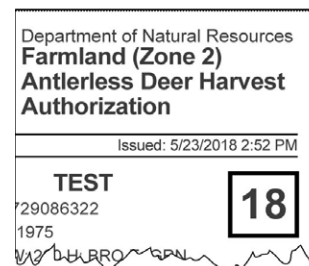 Department of Natural Resources
Farmland (Zone 2)
Antlerless Deer Harvest
Authorization
Issued: 5/23/2018 2:52 PM
TEST
18
729086322
1975